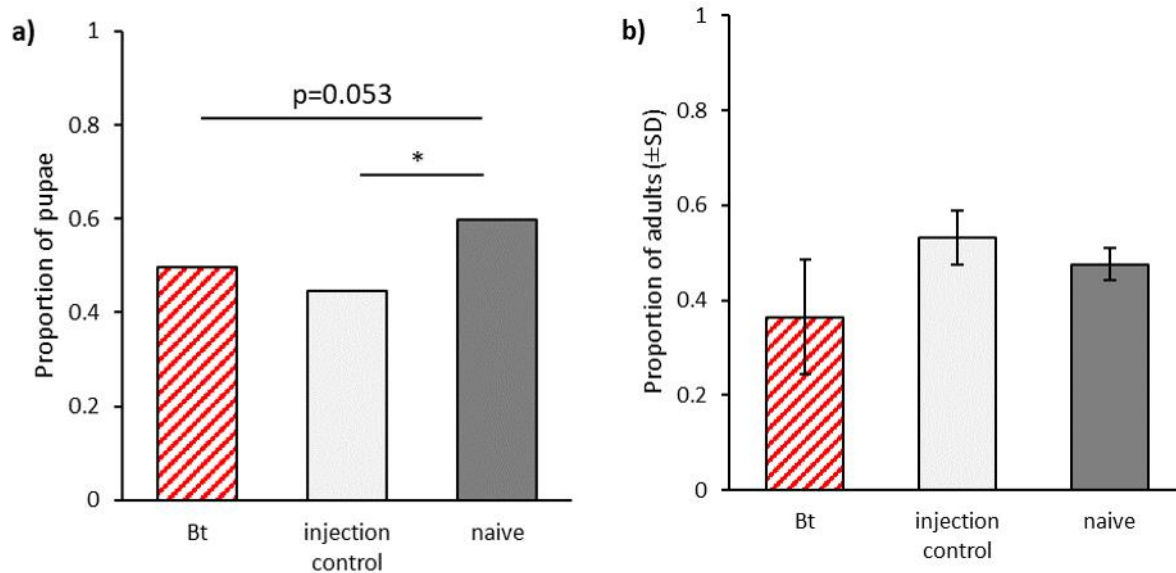 a)
Proportion of pupae
1
0.8
0.6
0.4
0.2
0
p=0.053
*
Bt
injection
control
naive
b)
Proportion of adults (±SD)
1
0.8
0.6
0.4
0.2
0
Bt
injection
control
naive